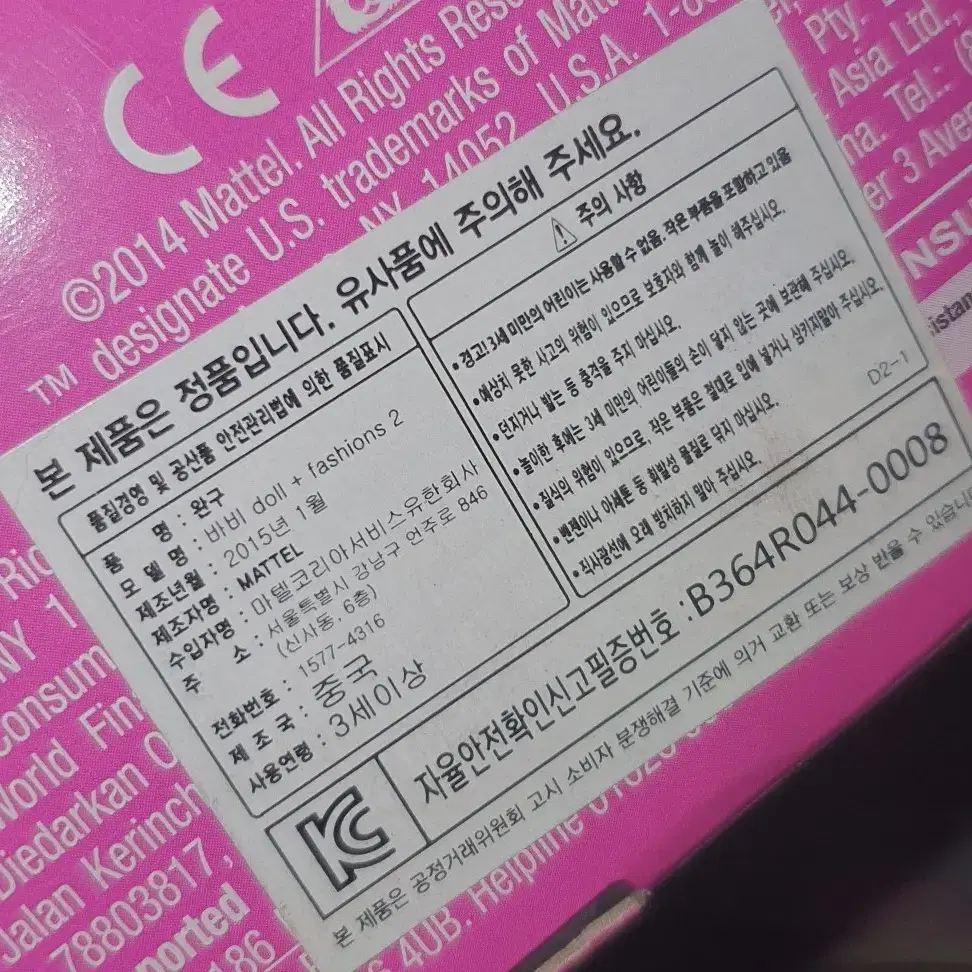 CE
©2014 Mattel. All Rights Rese
™ designate U.S. trademarks of Mattel
NY 14052 U.S.A.
Pty.
Asia Ltd.,
Tel.:
er 3 Aven
NSU
istan
본 제품은 정품입니다. 유사품에 주의해 주세요.
품질경영 및 공산품 안전관리법에 의한 품질표시
품 명 : 완구
모 델 명 : 바비 doll + fashions 2
제조년월 : 2015년 1월
제조자명 : MATTEL
수입자명 : 마텔코리아서비스유한회사
주 소 : 서울특별시 강남구 언주로 846
(신사동, 6층)
전화번호 : 1577-4316
제 조 국 : 중국
사용연령 : 3세이상
⚠ 주의 사항
• 경고!3세 미만의 어린이는 사용할 수 없음. 작은 부품을 포함하고 있음
• 예상치 못한 사고의 위험이 있으므로 보호자와 함께 놀이 해주십시오.
• 던지거나 밟는 등 충격을 주지 마십시오.
• 놀이한 후에는 3세 미만의 어린이들의 손이 닿지 않는 곳에 보관해 주십시오.
• 질식의 위험이 있으므로, 작은 부품은 절대로 입에 넣거나 삼키지말아 주십시오.
• 벤젠이나 아세톤 등 휘발성 물질로 닦지 마십시오.
• 직사광선에 오래 방치하지 말아 주십시오.
D2-1
자율안전확인신고필증번호 : B364R044-0008
본 제품은 공정거래위원회 고시 소비자 분쟁해결 기준에 의거 교환 또는 보상 받을 수 있습니
NY 1
consum
World Fin
Diedarkan O
Jalan Kerinch
78803817,
ported
186
40B. Helpline